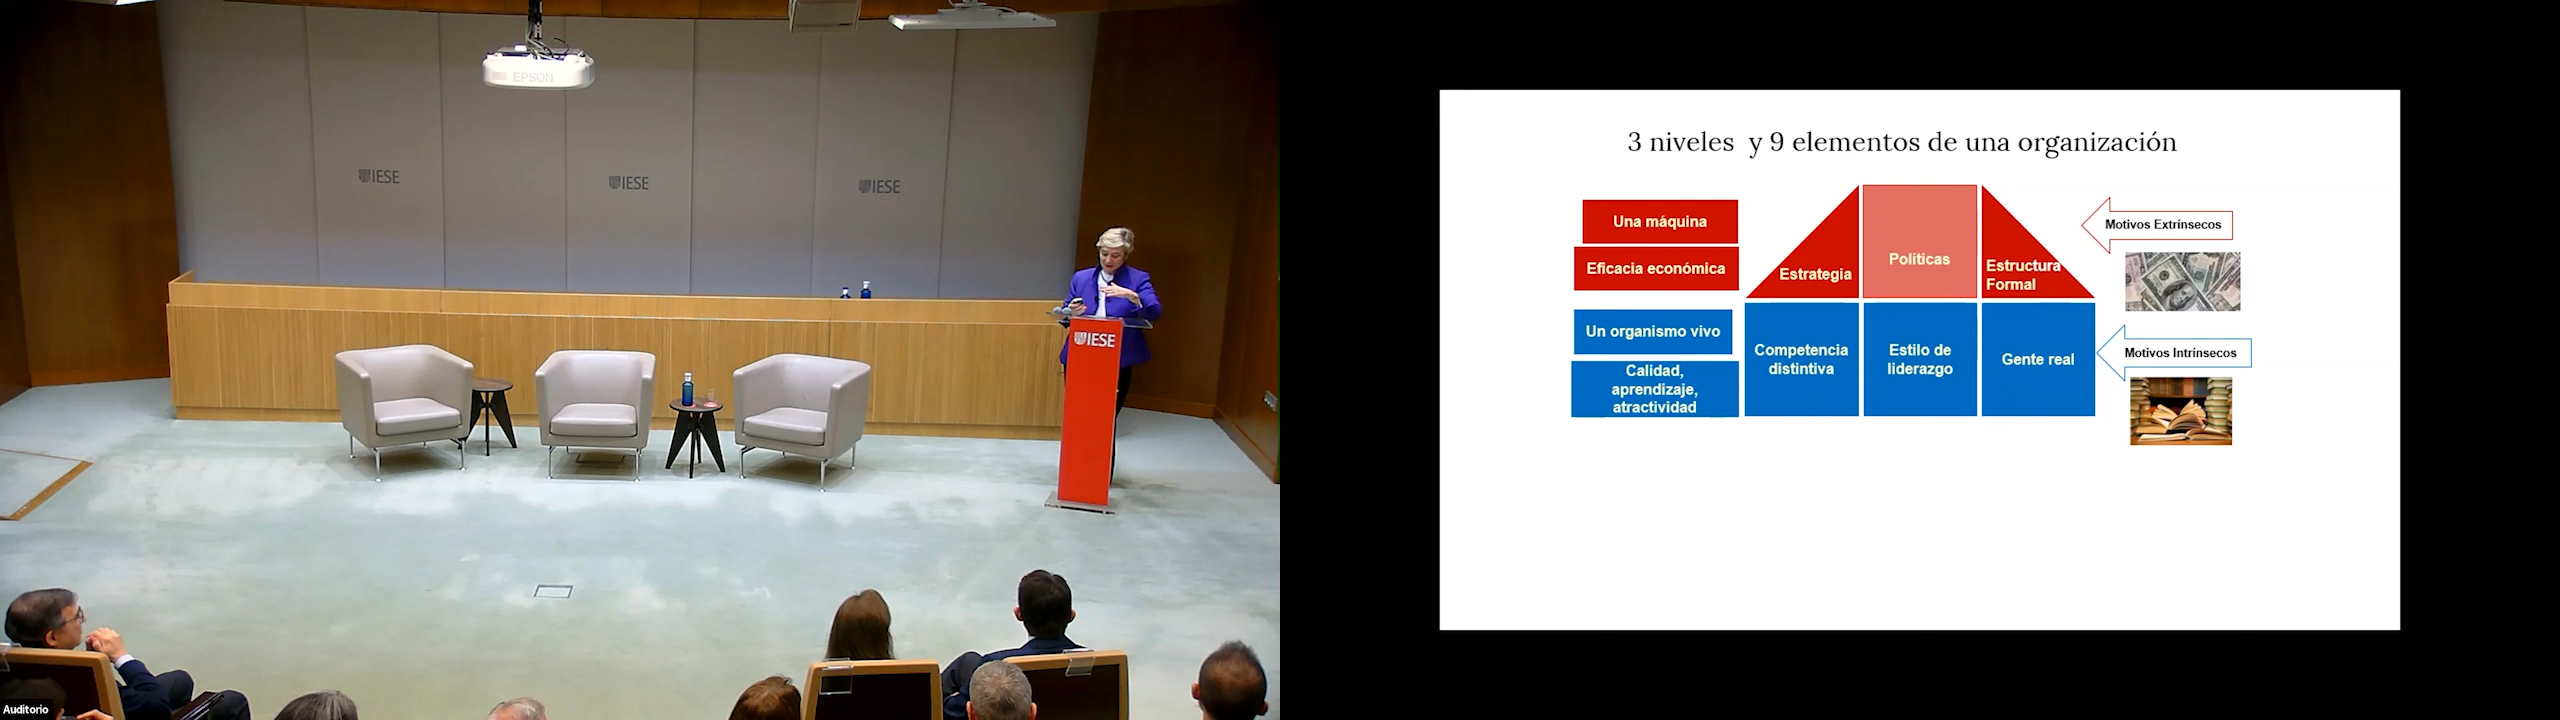 EPSON
IESE
IESE
IESE
IESE
Auditorio
3 niveles y 9 elementos de una organización
Una máquina
Eficacia económica
Estrategia
Políticas
Estructura
Formal
Motivos Extrínsecos
Un organismo vivo
Calidad,
aprendizaje,
atractividad
Competencia
distintiva
Estilo de
liderazgo
Gente real
Motivos Intrínsecos